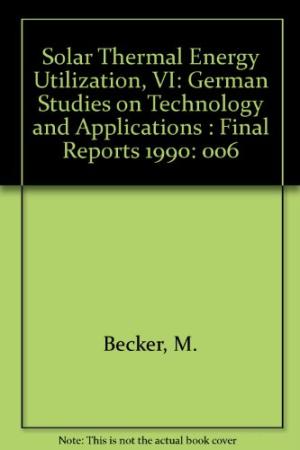 Solar Thermal Energy
Utilization, VI: German
Studies on Technology
and Applications : Final
Reports 1990: 006
Becker, M.
Note: This is not the actual book cover